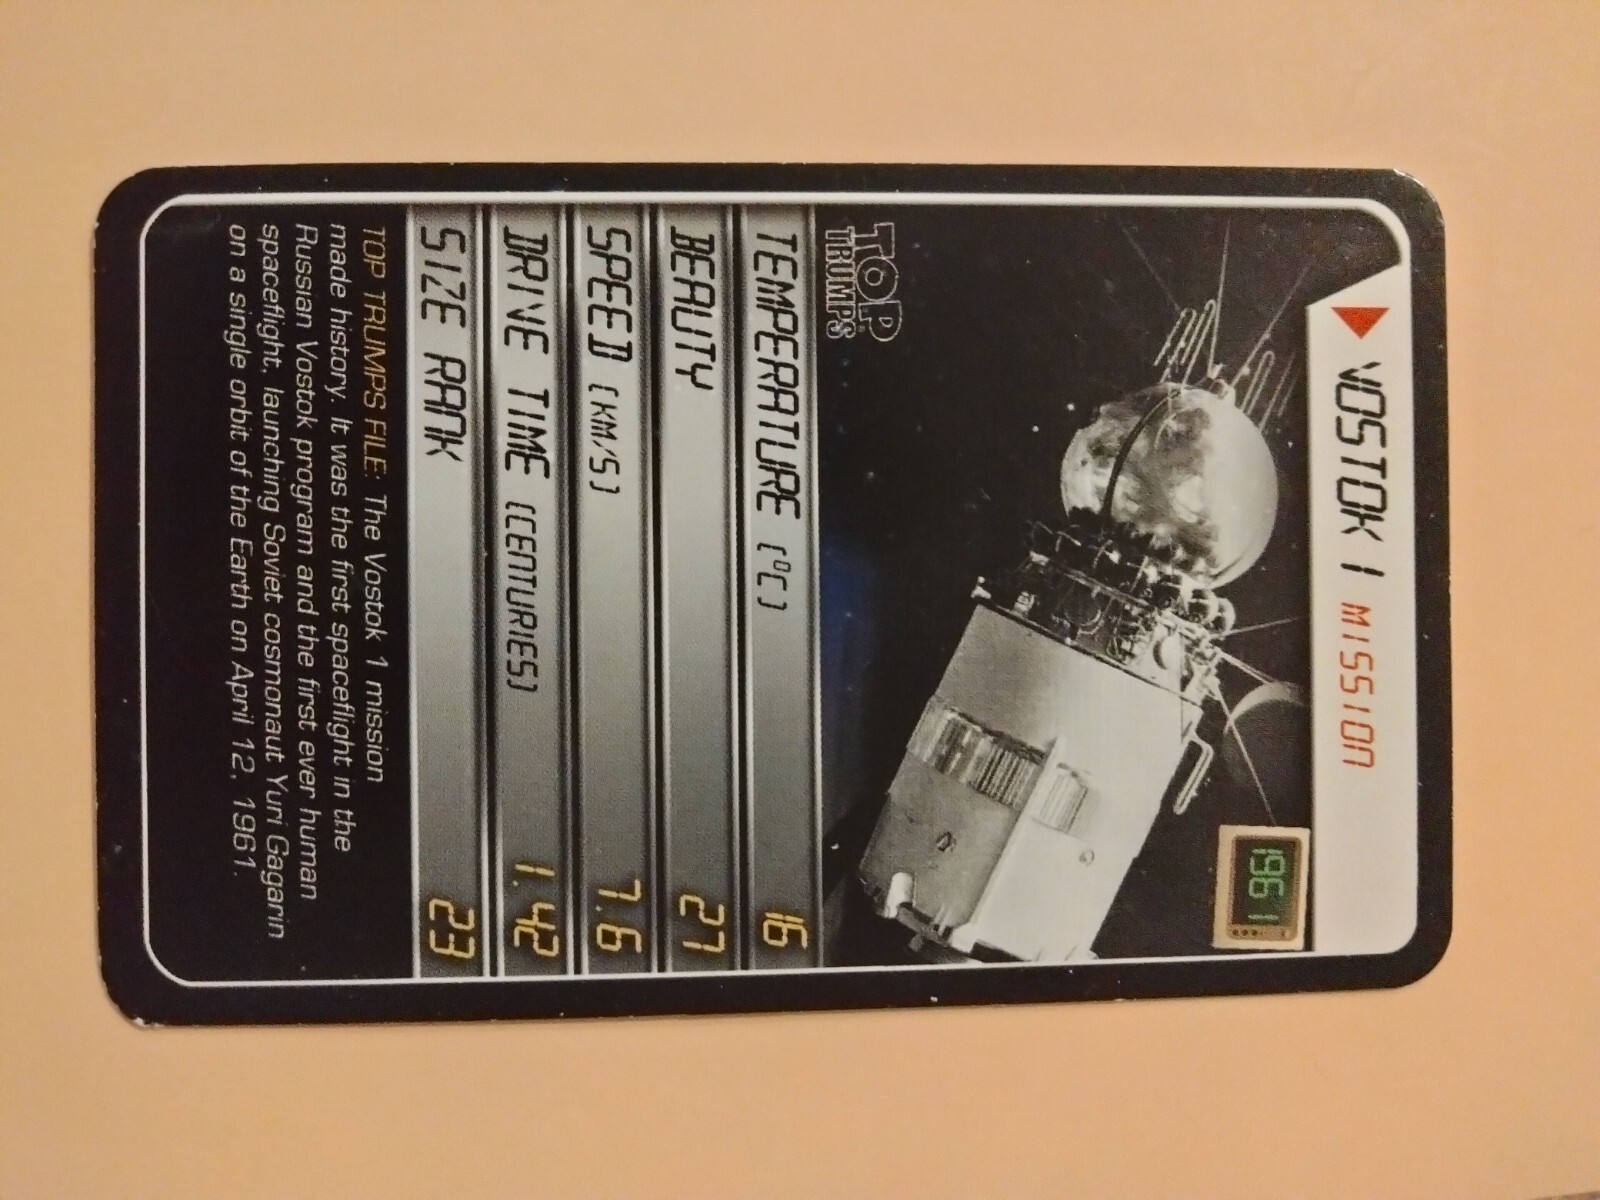 VOSTOK 1 MISSION
1961
TOP
TRUMPS
TEMPERATURE (ºC) 16
BEAUTY 27
SPEED (KM/S) 7.6
DRIVE TIME (CENTURIES) 1.42
SIZE RANK 23
TOP TRUMPS FILE: The Vostok 1 mission
made history. It was the first spaceflight in the
Russian Vostok program and the first ever human
spaceflight, launching Soviet cosmonaut Yuri Gagarin
on a single orbit of the Earth on April 12, 1961.